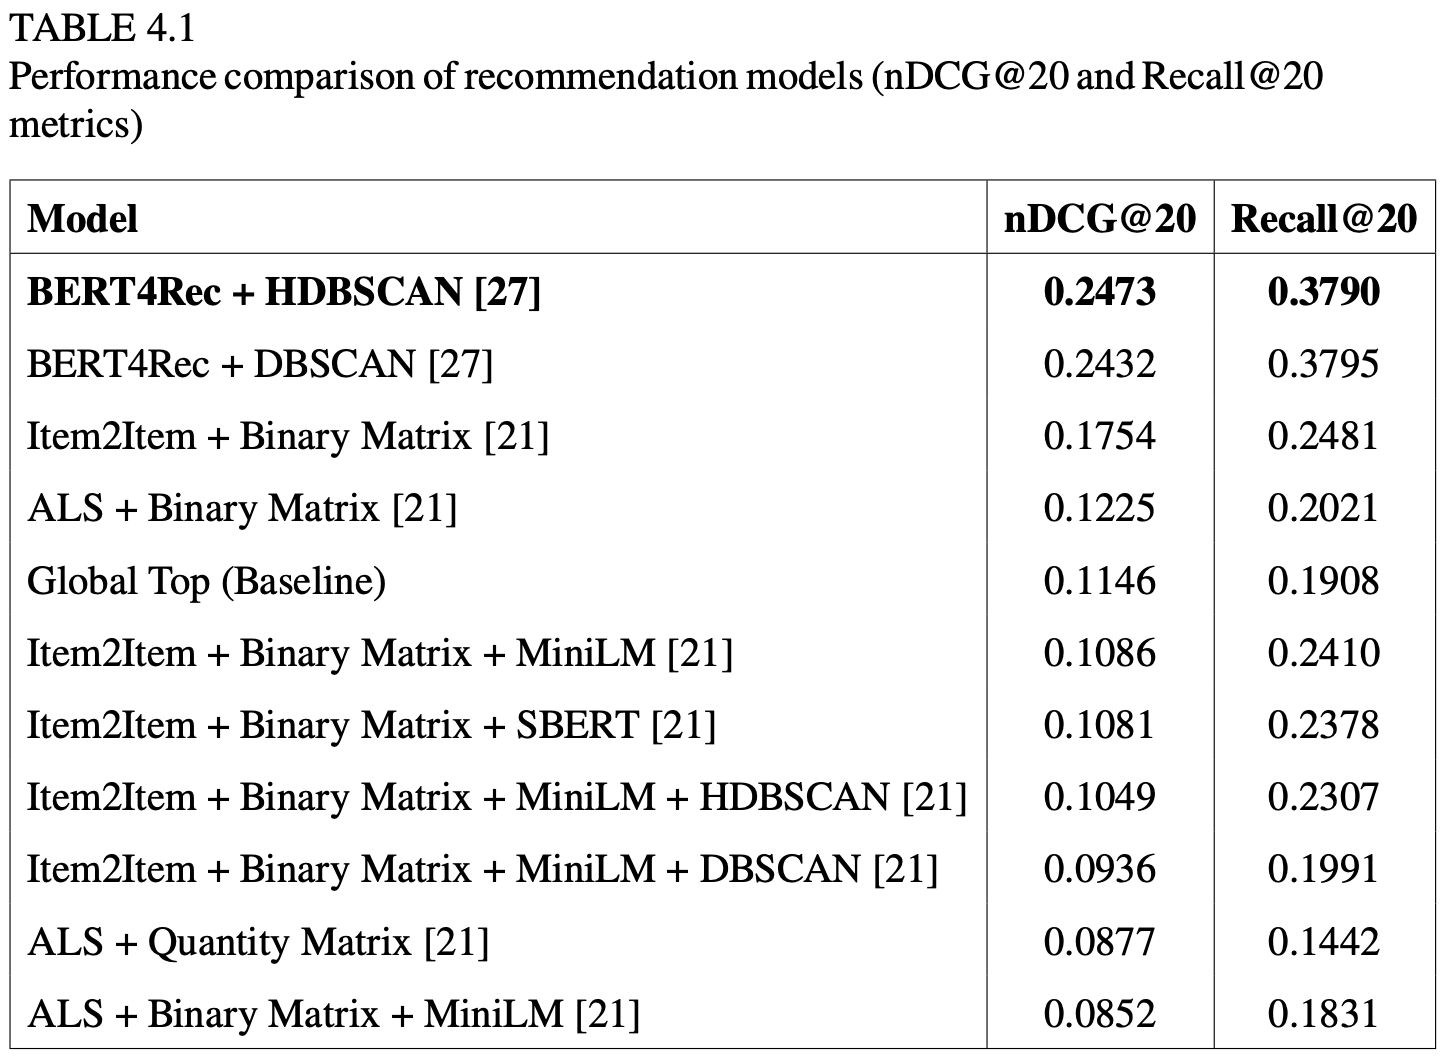 TABLE 4.1
Performance comparison of recommendation models (nDCG@20 and Recall@20
metrics)
Model nDCG@20 Recall@20
BERT4Rec + HDBSCAN [27] 0.2473 0.3790
BERT4Rec + DBSCAN [27] 0.2432 0.3795
Item2Item + Binary Matrix [21] 0.1754 0.2481
ALS + Binary Matrix [21] 0.1225 0.2021
Global Top (Baseline) 0.1146 0.1908
Item2Item + Binary Matrix + MiniLM [21] 0.1086 0.2410
Item2Item + Binary Matrix + SBERT [21] 0.1081 0.2378
Item2Item + Binary Matrix + MiniLM + HDBSCAN [21] 0.1049 0.2307
Item2Item + Binary Matrix + MiniLM + DBSCAN [21] 0.0936 0.1991
ALS + Quantity Matrix [21] 0.0877 0.1442
ALS + Binary Matrix + MiniLM [21] 0.0852 0.1831